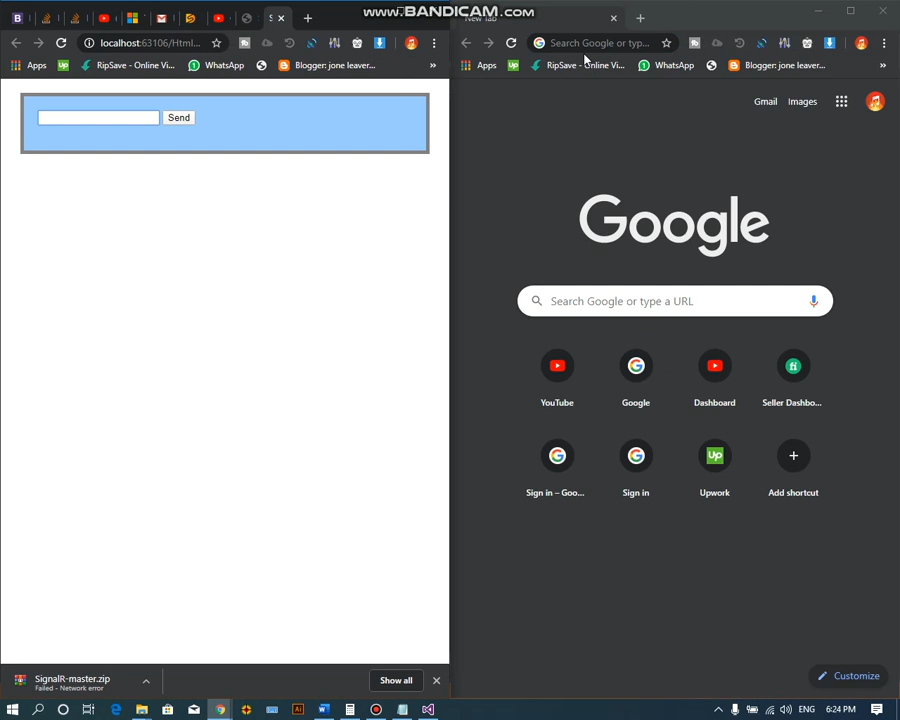 www.BANDICAM.com
S
New Tab
localhost:63106/Html...
Search Google or typ...
Apps
RipSave - Online Vi...
WhatsApp
Blogger: jone leaver...
»
Apps
RipSave - Online Vi...
WhatsApp
Blogger: jone leaver...
»
Send
Gmail
Images
Google
Search Google or type a URL
YouTube
Google
Dashboard
Seller Dashbo...
Sign in – Goo...
Sign in
Upwork
Add shortcut
Customize
SignalR-master.zip
Failed - Network error
Show all
ENG
6:24 PM